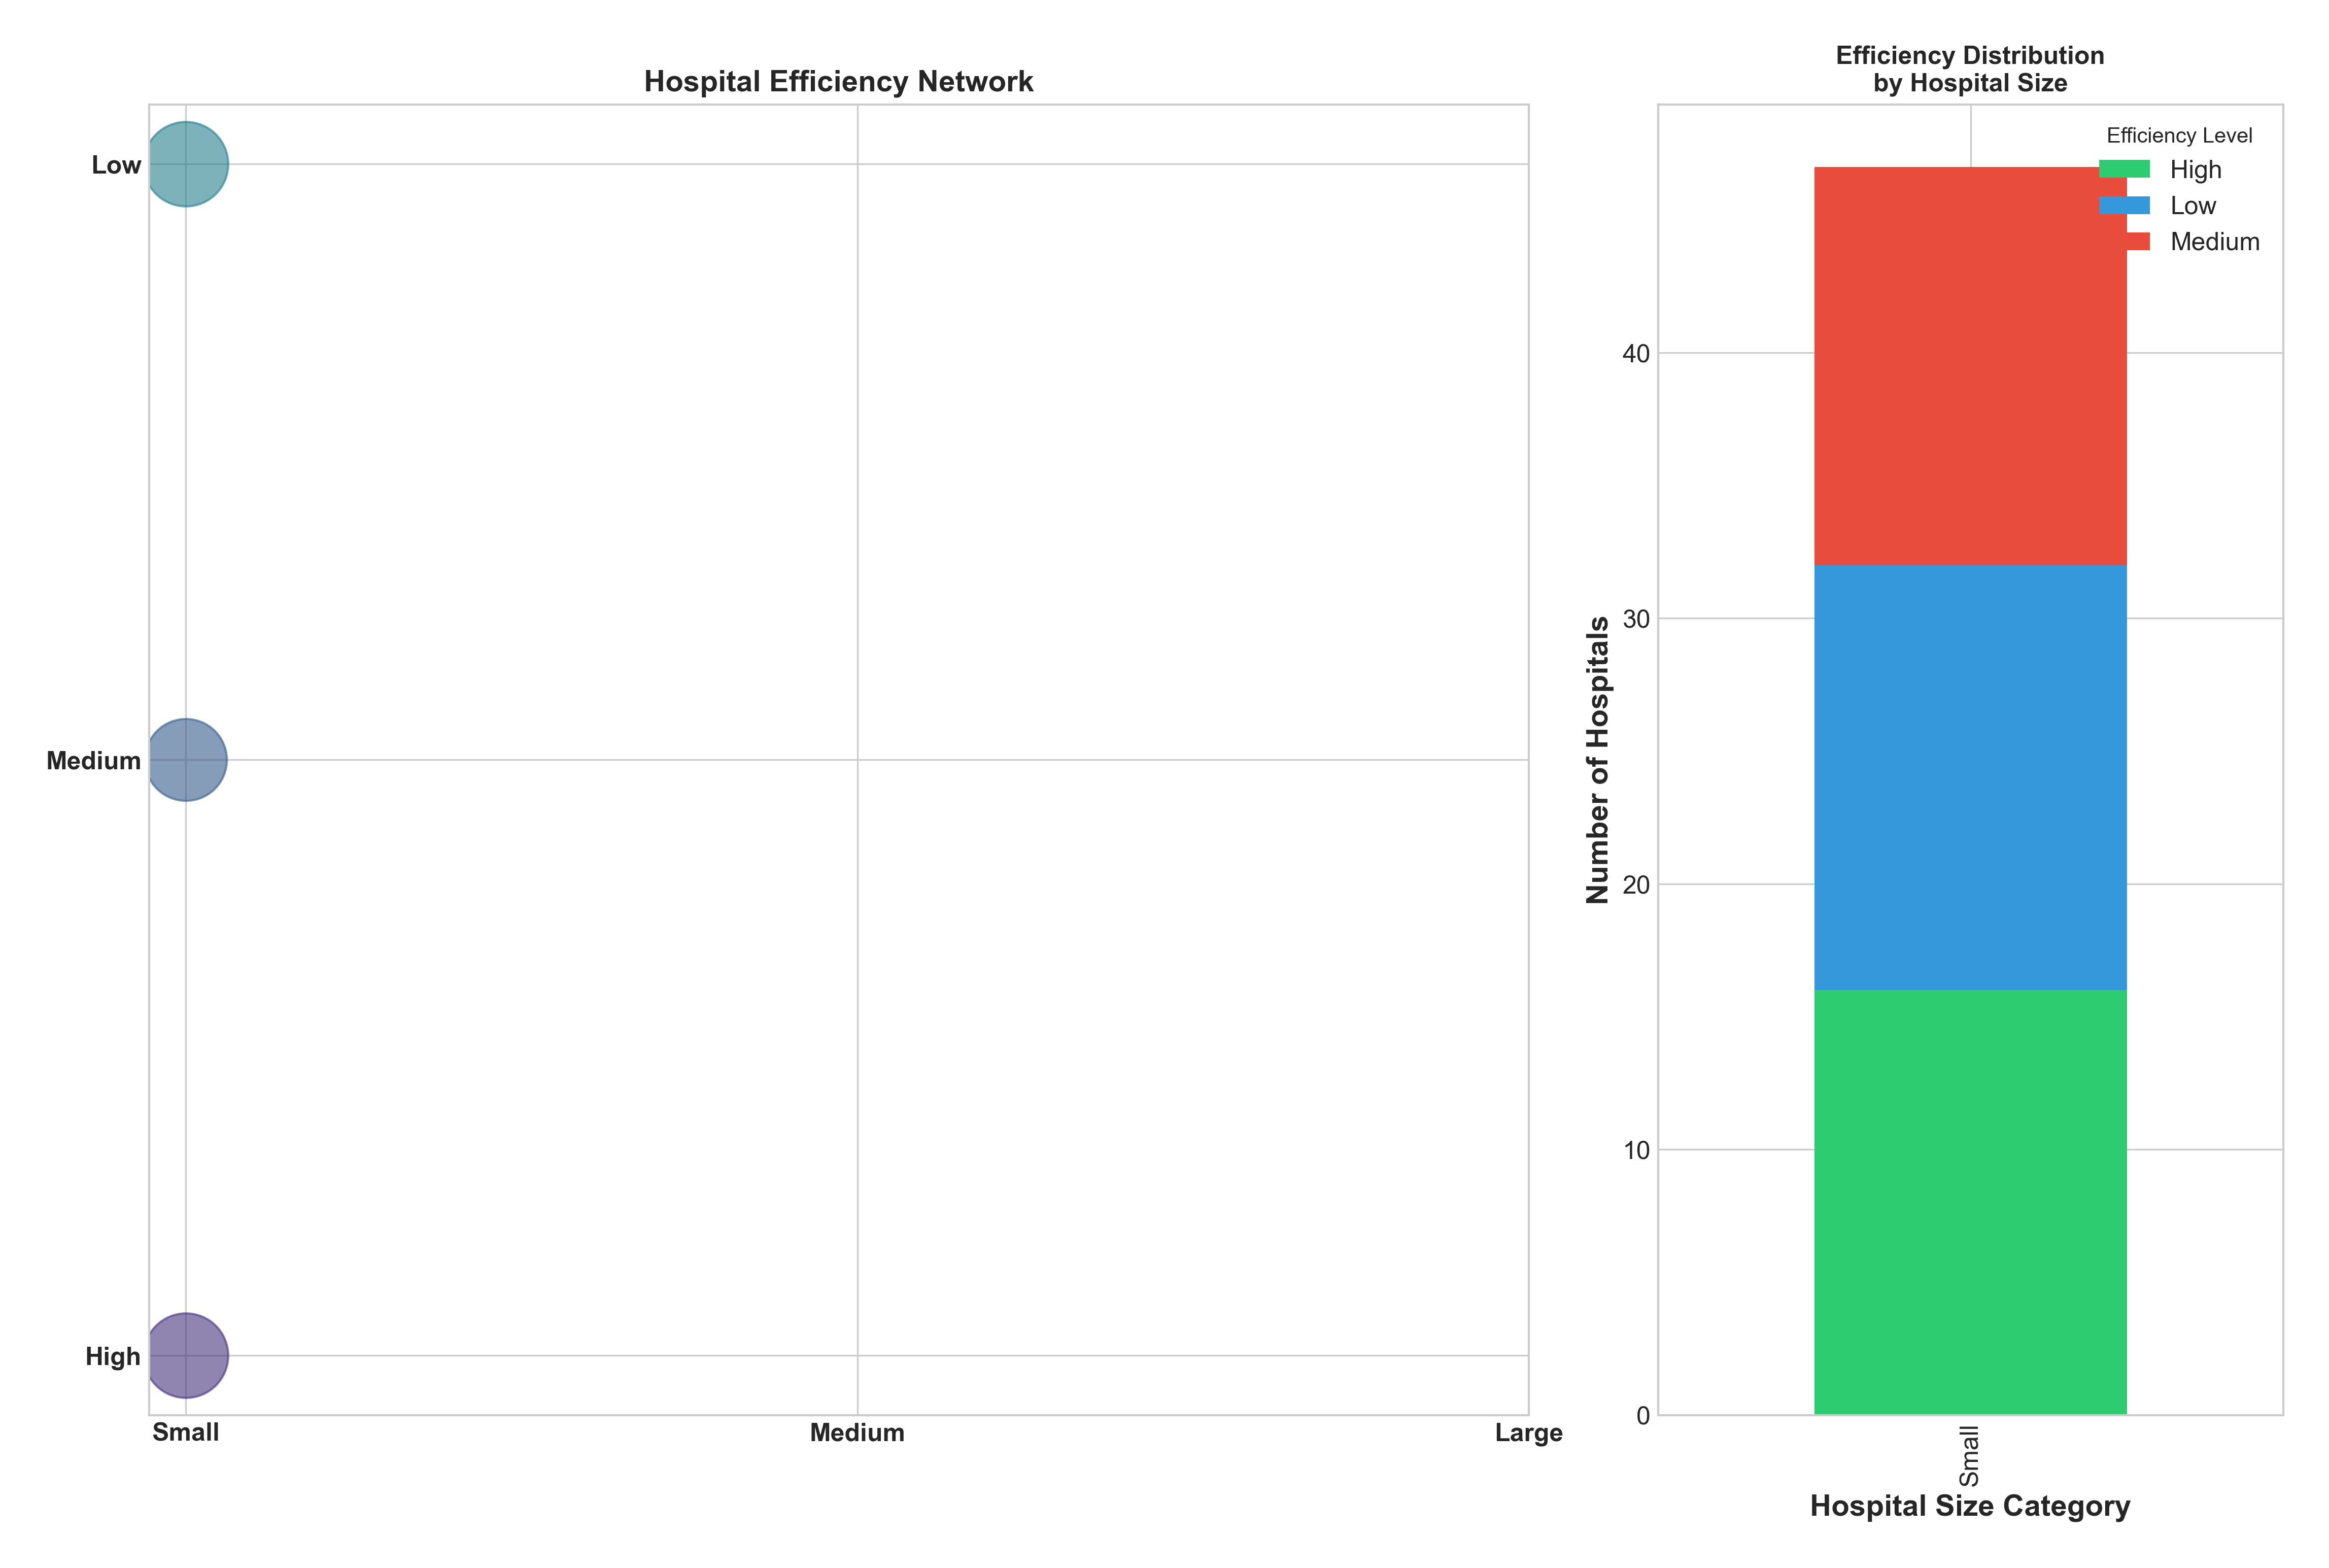 Hospital Efficiency Network
Low
Medium
High
Small
Medium
Large
Efficiency Distribution
by Hospital Size
Efficiency Level
High
Low
Medium
Number of Hospitals
40
30
20
10
0
Small
Hospital Size Category